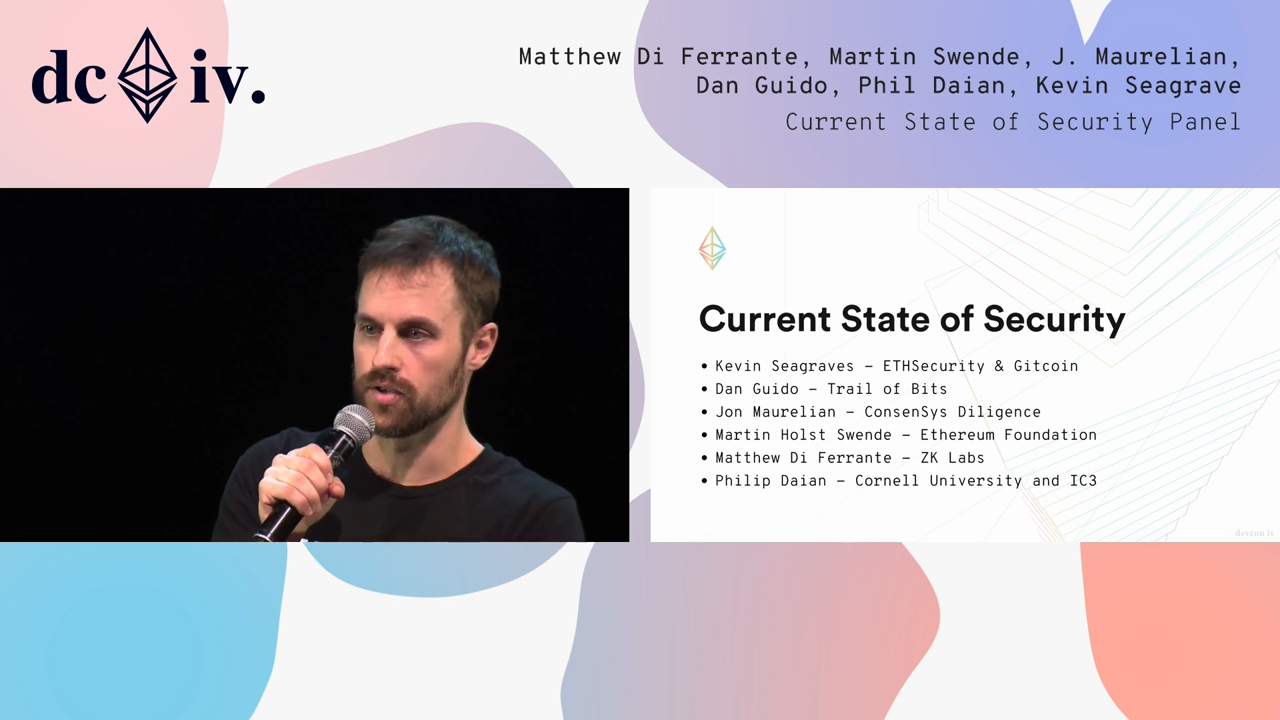 dc iv.
Matthew Di Ferrante, Martin Swende, J. Maurelian,
Dan Guido, Phil Daian, Kevin Seagrave
Current State of Security Panel
Current State of Security
• Kevin Seagraves – ETHSecurity & Gitcoin
• Dan Guido – Trail of Bits
• Jon Maurelian – ConsenSys Diligence
• Martin Holst Swende – Ethereum Foundation
• Matthew Di Ferrante – ZK Labs
• Philip Daian – Cornell University and IC3
devcon iv